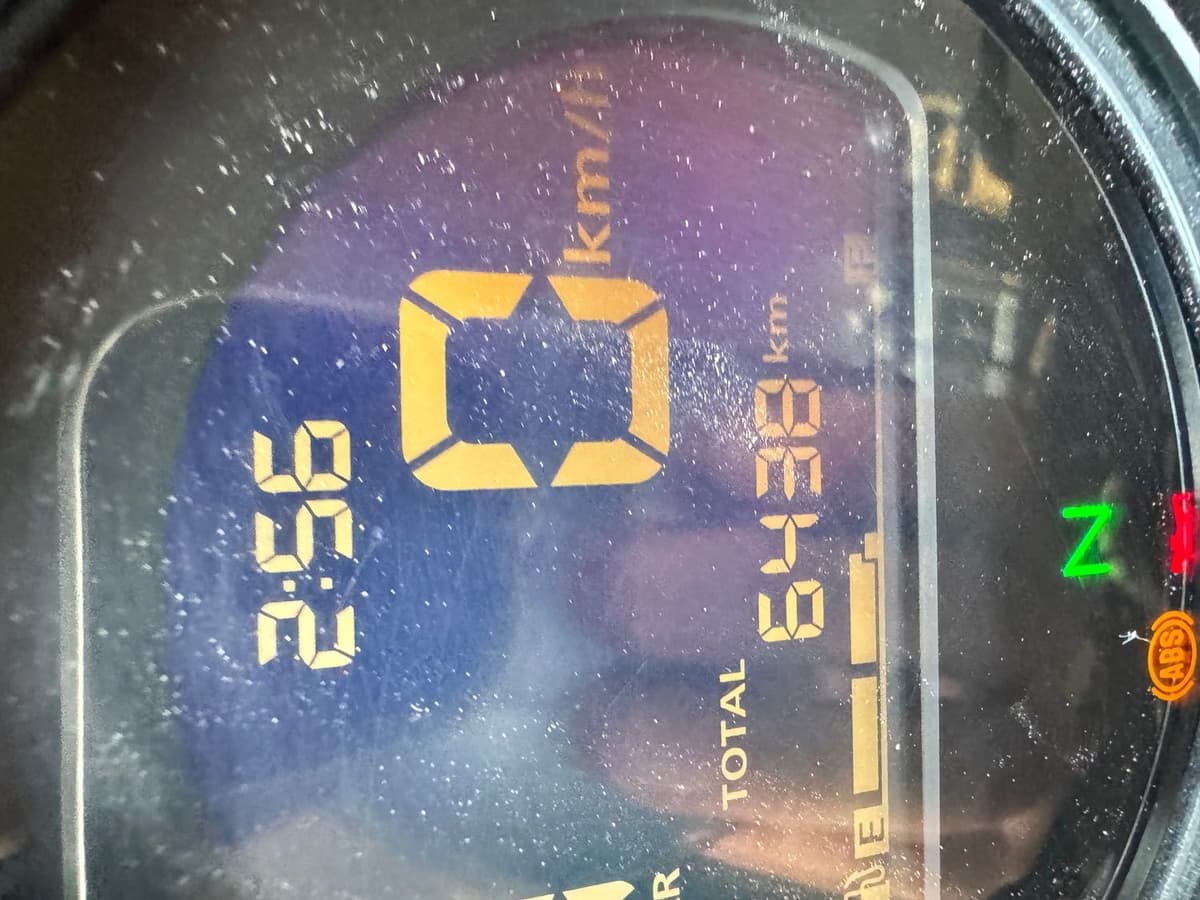 2:56
0 km/h
TOTAL
6438 km
E F
N
ABS